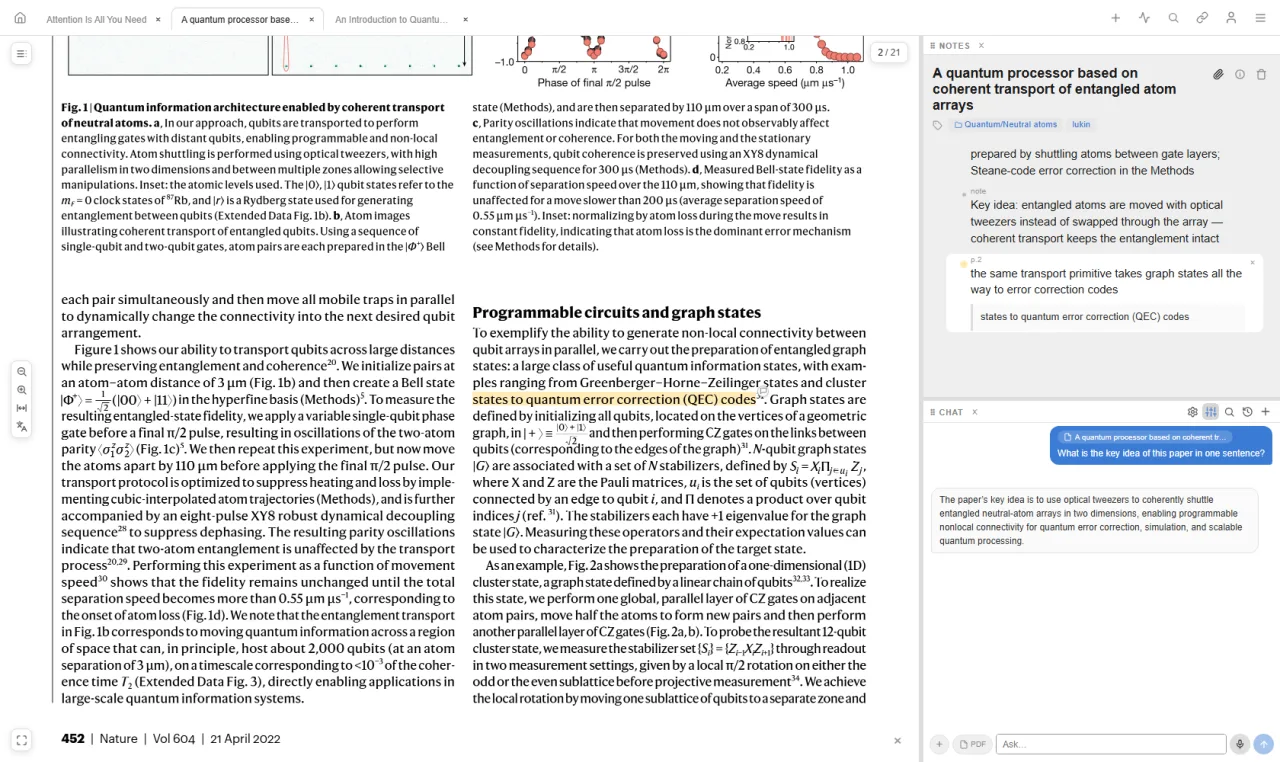 Attention Is All You Need ×
A quantum processor base... ×
An Introduction to Quantu... ×
2 / 21
−1.0
0 π/2 π 3π/2 2π
Phase of final π/2 pulse
0.8
0.2 1.0
0
0.2 0.4 0.6 0.8 1.0
Average speed (μm μs⁻¹)
Fig. 1 | Quantum information architecture enabled by coherent transport
of neutral atoms. a, In our approach, qubits are transported to perform
entangling gates with distant qubits, enabling programmable and non-local
connectivity. Atom shuttling is performed using optical tweezers, with high
parallelism in two dimensions and between multiple zones allowing selective
manipulations. Inset: the atomic levels used. The |0⟩, |1⟩ qubit states refer to the
m_F = 0 clock states of ⁸⁷Rb, and |r⟩ is a Rydberg state used for generating
entanglement between qubits (Extended Data Fig. 1b). b, Atom images
illustrating coherent transport of entangled qubits. Using a sequence of
single-qubit and two-qubit gates, atom pairs are each prepared in the |Φ⁺⟩ Bell
state (Methods), and are then separated by 110 μm over a span of 300 μs.
c, Parity oscillations indicate that movement does not observably affect
entanglement or coherence. For both the moving and the stationary
measurements, qubit coherence is preserved using an XY8 dynamical
decoupling sequence for 300 μs (Methods). d, Measured Bell-state fidelity as a
function of separation speed over the 110 μm, showing that fidelity is
unaffected for a move slower than 200 μs (average separation speed of
0.55 μm μs⁻¹). Inset: normalizing by atom loss during the move results in
constant fidelity, indicating that atom loss is the dominant error mechanism
(see Methods for details).
each pair simultaneously and then move all mobile traps in parallel
to dynamically change the connectivity into the next desired qubit
arrangement.
Figure 1 shows our ability to transport qubits across large distances
while preserving entanglement and coherence²⁰. We initialize pairs at
an atom–atom distance of 3 μm (Fig. 1b) and then create a Bell state
|Φ⁺⟩ = 1/√2 (|00⟩ + |11⟩) in the hyperfine basis (Methods)⁵. To measure the
resulting entangled-state fidelity, we apply a variable single-qubit phase
gate before a final π/2 pulse, resulting in oscillations of the two-atom
parity ⟨σ¹_z σ²_z⟩ (Fig. 1c)⁵. We then repeat this experiment, but now move
the atoms apart by 110 μm before applying the final π/2 pulse. Our
transport protocol is optimized to suppress heating and loss by imple-
menting cubic-interpolated atom trajectories (Methods), and is further
accompanied by an eight-pulse XY8 robust dynamical decoupling
sequence²⁸ to suppress dephasing. The resulting parity oscillations
indicate that two-atom entanglement is unaffected by the transport
process²⁰,²⁹. Performing this experiment as a function of movement
speed³⁰ shows that the fidelity remains unchanged until the total
separation speed becomes more than 0.55 μm μs⁻¹, corresponding to
the onset of atom loss (Fig. 1d). We note that the entanglement transport
in Fig. 1b corresponds to moving quantum information across a region
of space that can, in principle, host about 2,000 qubits (at an atom
separation of 3 μm), on a timescale corresponding to <10⁻³ of the coher-
ence time T₂ (Extended Data Fig. 3), directly enabling applications in
large-scale quantum information systems.
Programmable circuits and graph states
To exemplify the ability to generate non-local connectivity between
qubit arrays in parallel, we carry out the preparation of entangled graph
states: a large class of useful quantum information states, with exam-
ples ranging from Greenberger–Horne–Zeilinger states and cluster
states to quantum error correction (QEC) codes. Graph states are
defined by initializing all qubits, located on the vertices of a geometric
graph, in |+⟩ ≡ (|0⟩ + |1⟩)/√2 and then performing CZ gates on the links between
qubits (corresponding to the edges of the graph)³¹. N-qubit graph states
|G⟩ are associated with a set of N stabilizers, defined by Sᵢ = Xᵢ∏_{j∈uᵢ} Zⱼ,
where X and Z are the Pauli matrices, uᵢ is the set of qubits (vertices)
connected by an edge to qubit i, and Π denotes a product over qubit
indices j (ref. ³¹). The stabilizers each have +1 eigenvalue for the graph
state |G⟩. Measuring these operators and their expectation values can
be used to characterize the preparation of the target state.
As an example, Fig. 2a shows the preparation of a one-dimensional (1D)
cluster state, a graph state defined by a linear chain of qubits³²,³³. To realize
this state, we perform one global, parallel layer of CZ gates on adjacent
atom pairs, move half the atoms to form new pairs and then perform
another parallel layer of CZ gates (Fig. 2a, b). To probe the resultant 12-qubit
cluster state, we measure the stabilizer set {Sᵢ} = {Zᵢ₋₁XᵢZᵢ₊₁} through readout
in two measurement settings, given by a local π/2 rotation on either the
odd or the even sublattice before projective measurement³⁴. We achieve
the local rotation by moving one sublattice of qubits to a separate zone and
452 | Nature | Vol 604 | 21 April 2022
×
NOTES ×
A quantum processor based on
coherent transport of entangled atom
arrays
Quantum/Neutral atoms lukin
prepared by shuttling atoms between gate layers;
Steane-code error correction in the Methods
note
Key idea: entangled atoms are moved with optical
tweezers instead of swapped through the array —
coherent transport keeps the entanglement intact
p.2 ×
the same transport primitive takes graph states all the
way to error correction codes
states to quantum error correction (QEC) codes
CHAT ×
A quantum processor based on coherent tr...
What is the key idea of this paper in one sentence?
The paper's key idea is to use optical tweezers to coherently shuttle
entangled neutral-atom arrays in two dimensions, enabling programmable
nonlocal connectivity for quantum error correction, simulation, and scalable
quantum processing.
+ PDF Ask...